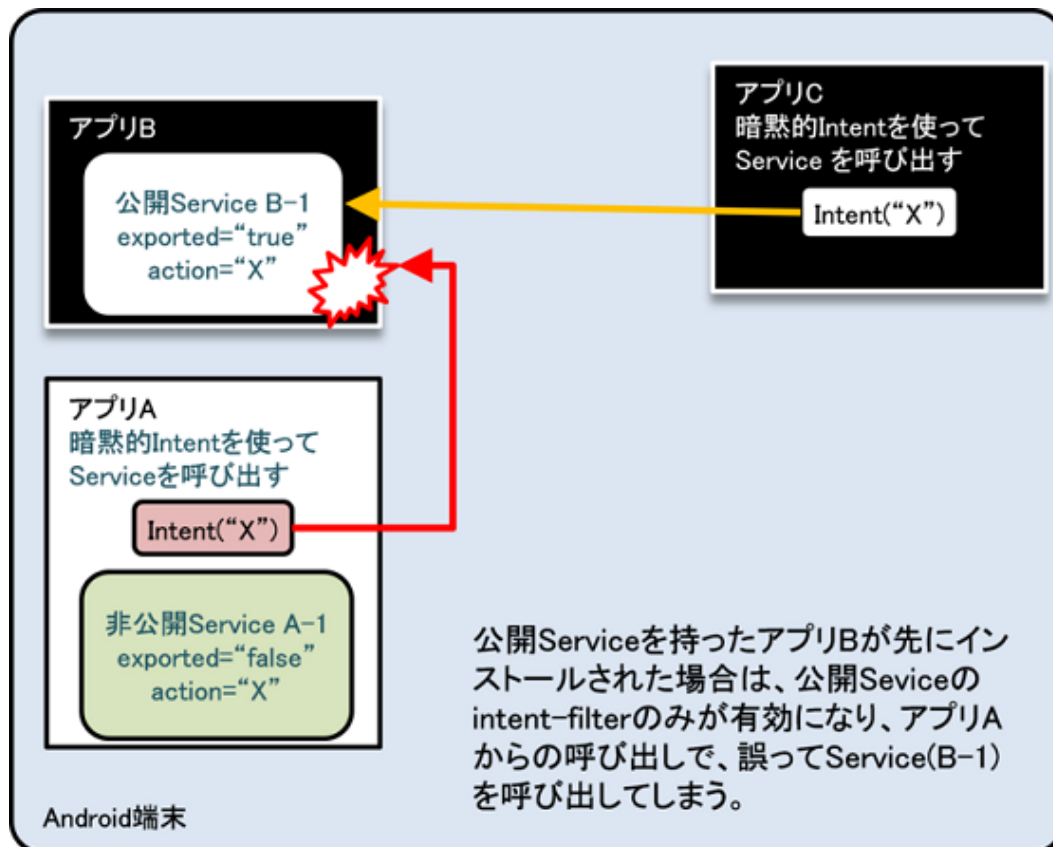 アプリB
公開Service B-1
exported=“true”
action=“X”
アプリC
暗黙的Intentを使って
Service を呼び出す
Intent(“X”)
アプリA
暗黙的Intentを使って
Serviceを呼び出す
Intent(“X”)
非公開Service A-1
exported=“false”
action=“X”
公開Serviceを持ったアプリBが先にイン
ストールされた場合は、公開Seviceの
intent-filterのみが有効になり、アプリA
からの呼び出しで、誤ってService(B-1)
を呼び出してしまう。
Android端末